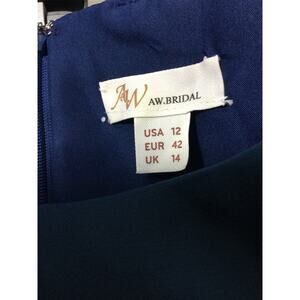 AW
AW.BRIDAL
USA 12
EUR 42
UK 14